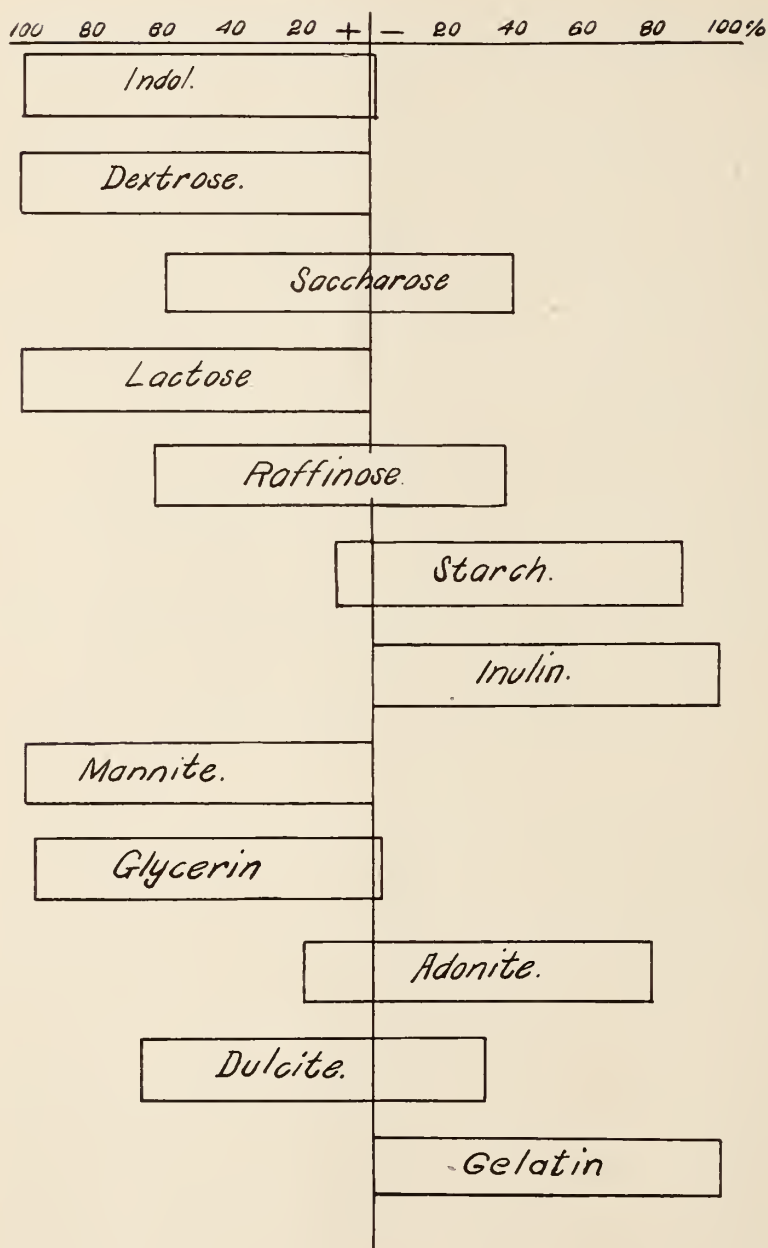 100 80 60 40 20 + − 20 40 60 80 100%
Indol.
Dextrose.
Saccharose
Lactose
Raffinose.
Starch.
Inulin.
Mannite.
Glycerin
Adonite.
Dulcite.
Gelatin